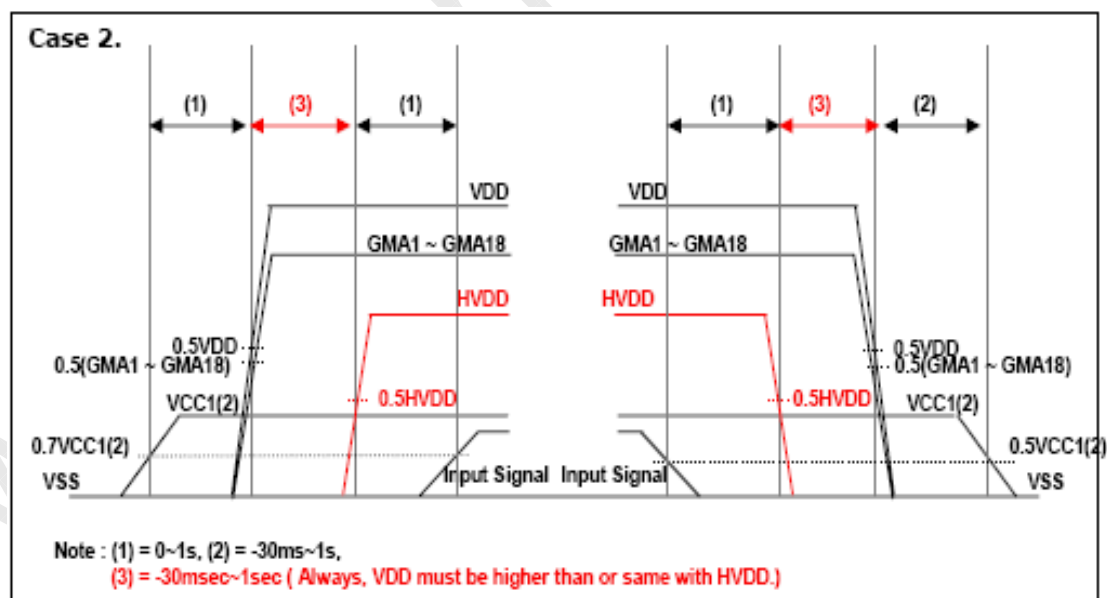 Case 2.
(1) (3) (1) (1) (3) (2)
VDD VDD
GMA1 ~ GMA18 GMA1 ~ GMA18
HVDD HVDD
0.5VDD 0.5VDD
0.5(GMA1 ~ GMA18) 0.5(GMA1 ~ GMA18)
0.5HVDD 0.5HVDD
VCC1(2) VCC1(2)
0.7VCC1(2) 0.5VCC1(2)
Input Signal Input Signal
VSS VSS
Note : (1) = 0~1s, (2) = -30ms~1s,
(3) = -30msec~1sec ( Always, VDD must be higher than or same with HVDD.)